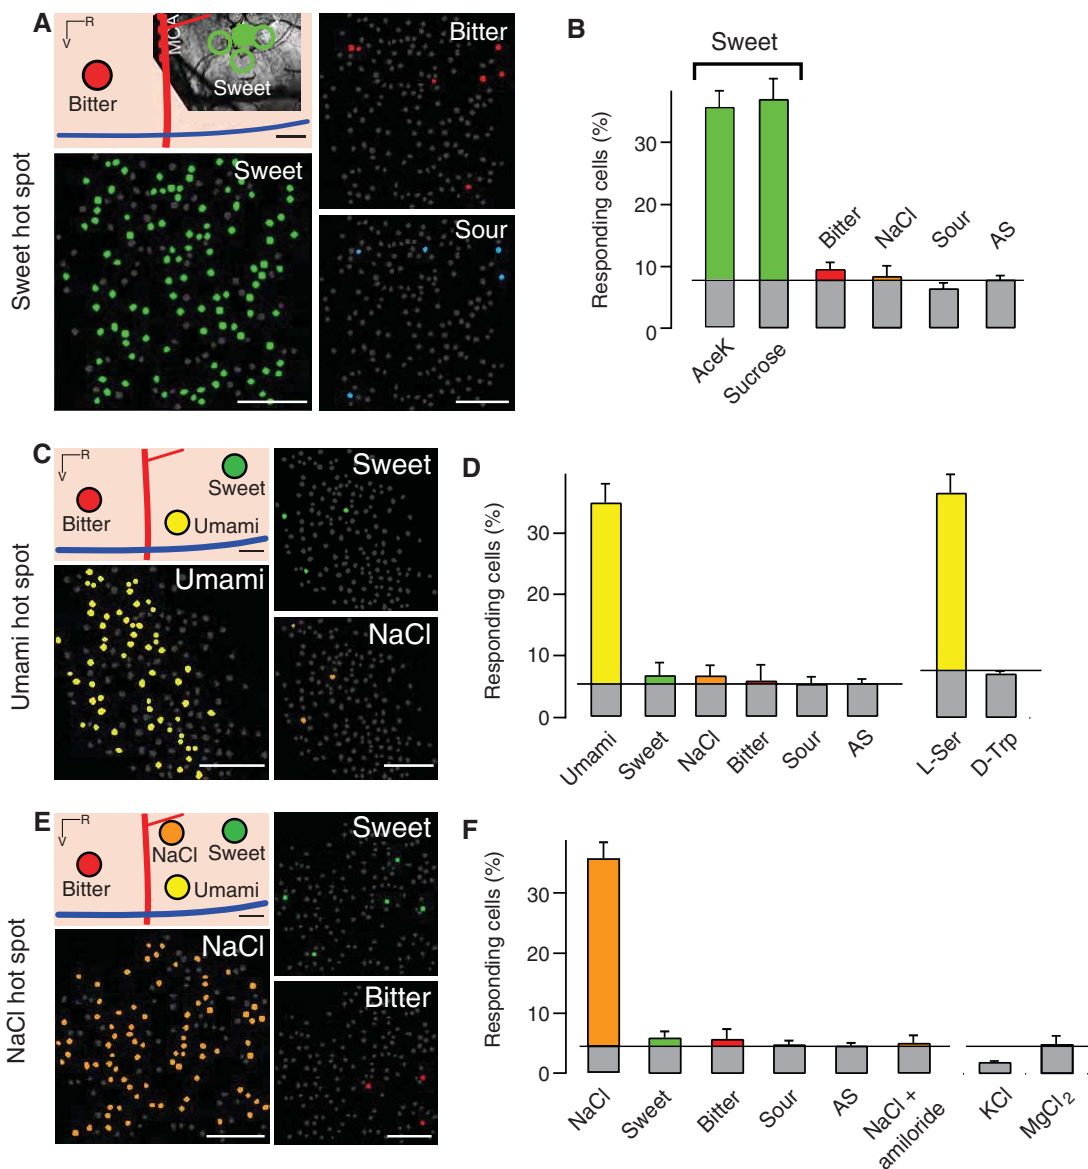 A
R
V
MCA
Bitter
Sweet
Sweet hot spot
Sweet
Bitter
Sour
B
Sweet
Responding cells (%)
30
20
10
0
Bitter
NaCl
Sour
AS
AceK
Sucrose
C
R
V
Sweet
Bitter
Umami
Umami hot spot
Umami
Sweet
NaCl
D
Responding cells (%)
30
20
10
0
Umami
Sweet
NaCl
Bitter
Sour
AS
L-Ser
D-Trp
E
R
V
NaCl
Sweet
Bitter
Umami
NaCl hot spot
NaCl
Sweet
Bitter
F
Responding cells (%)
30
20
10
0
NaCl
Sweet
Bitter
Sour
AS
NaCl +
amiloride
KCl
MgCl2